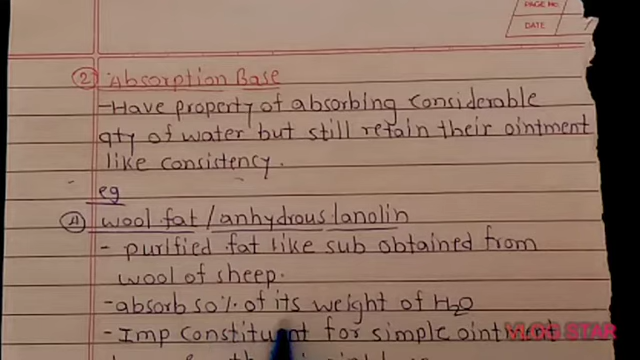 PAGE NO.
DATE
② Absorption Base
- Have property of absorbing considerable
qty of water but still retain their ointment
like consistency.
eg
Ⓐ wool fat / anhydrous lanolin
- purified fat like sub obtained from
wool of sheep.
- absorb 50% of its weight of H2O
- Imp constituent for simple ointment
VLOG STAR